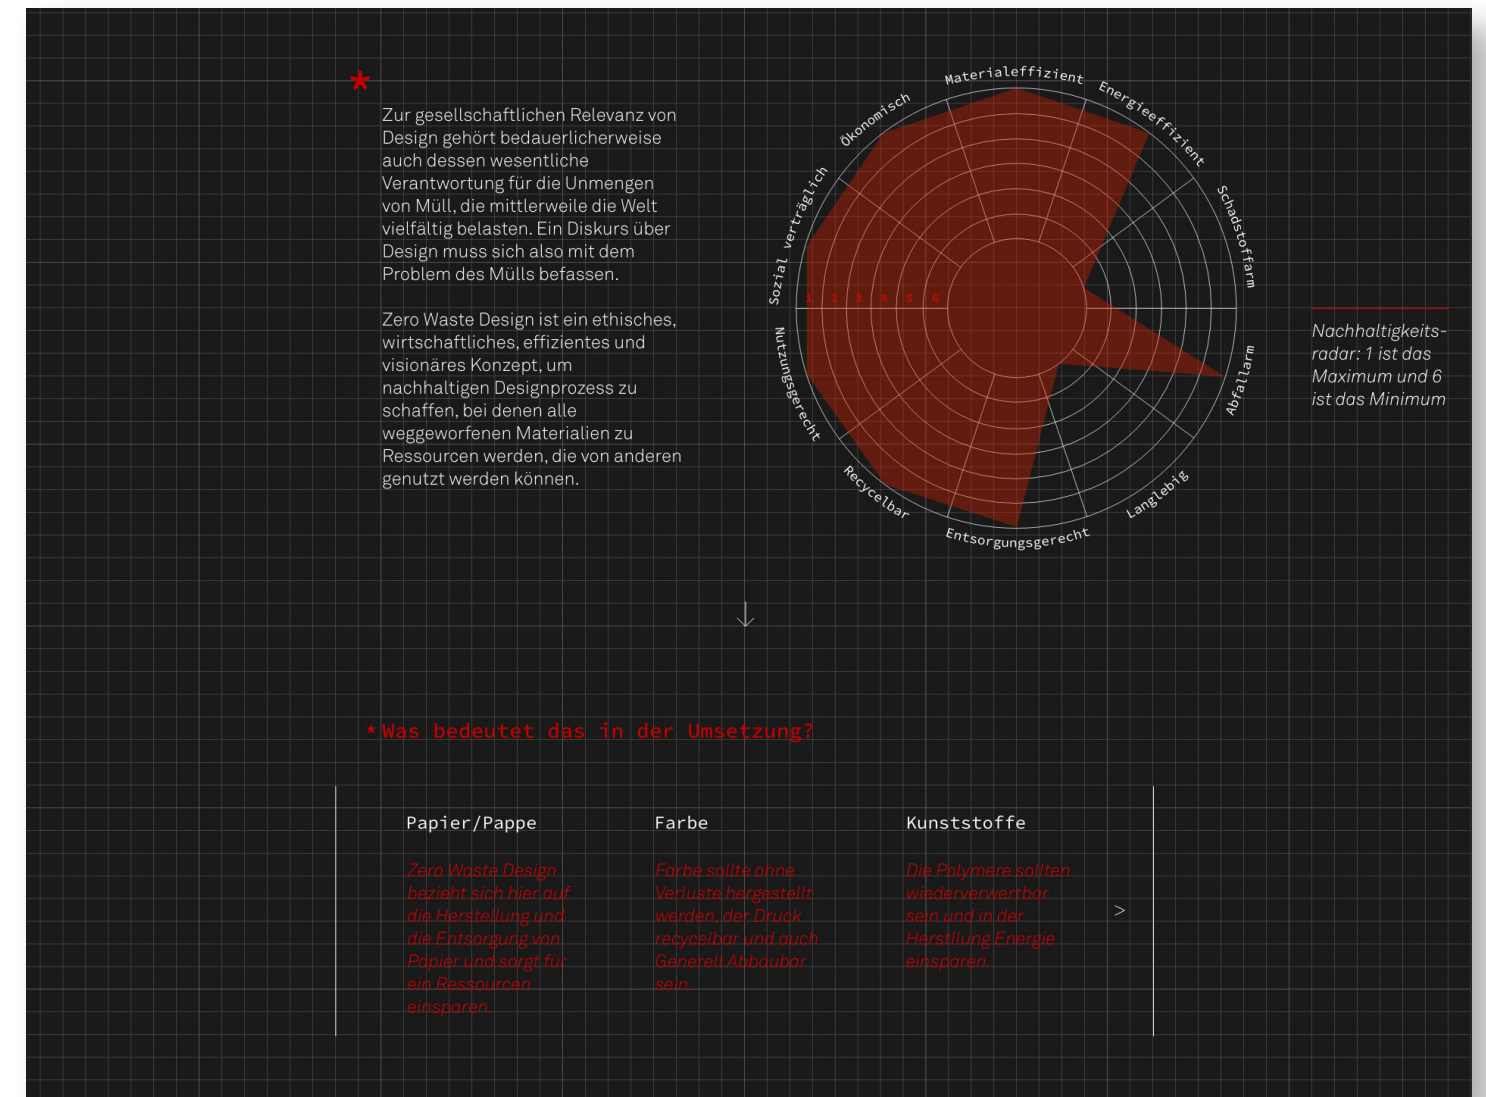 *
Zur gesellschaftlichen Relevanz von
Design gehört bedauerlicherweise
auch dessen wesentliche
Verantwortung für die Unmengen
von Müll, die mittlerweile die Welt
vielfältig belasten. Ein Diskurs über
Design muss sich also mit dem
Problem des Mülls befassen.
Zero Waste Design ist ein ethisches,
wirtschaftliches, effizientes und
visionäres Konzept, um
nachhaltigen Designprozess zu
schaffen, bei denen alle
weggeworfenen Materialien zu
Ressourcen werden, die von anderen
genutzt werden können.
Materialeffizient
Energieeffizient
Schadstoffarm
Abfallarm
Langlebig
Entsorgungsgerecht
Recycelbar
Nutzungsgerecht
Sozial verträglich
Ökonomisch
1 2 3 4 5 6
Nachhaltigkeits-
radar: 1 ist das
Maximum und 6
ist das Minimum
* Was bedeutet das in der Umsetzung?
Papier/Pappe
Zero Waste Design
bezieht sich hier auf
die Herstellung und
die Entsorgung von
Papier und sorgt für
ein Ressourcen
einsparen.
Farbe
Farbe sollte ohne
Verluste hergestellt
werden, der Druck
recycelbar und auch
Generell Abbaubar
sein.
Kunststoffe
Die Polymere sollten
wiederverwertbar
sein und in der
Herstllung Energie
einsparen.
>